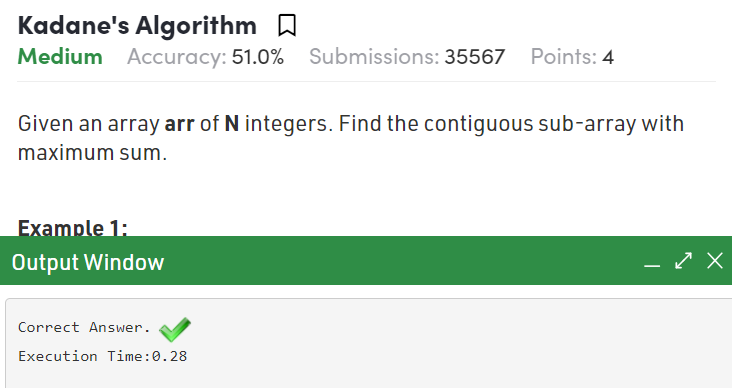 Kadane's Algorithm
Medium Accuracy: 51.0% Submissions: 35567 Points: 4
Given an array arr of N integers. Find the contiguous sub-array with
maximum sum.
Example 1:
Output Window
Correct Answer.
Execution Time:0.28